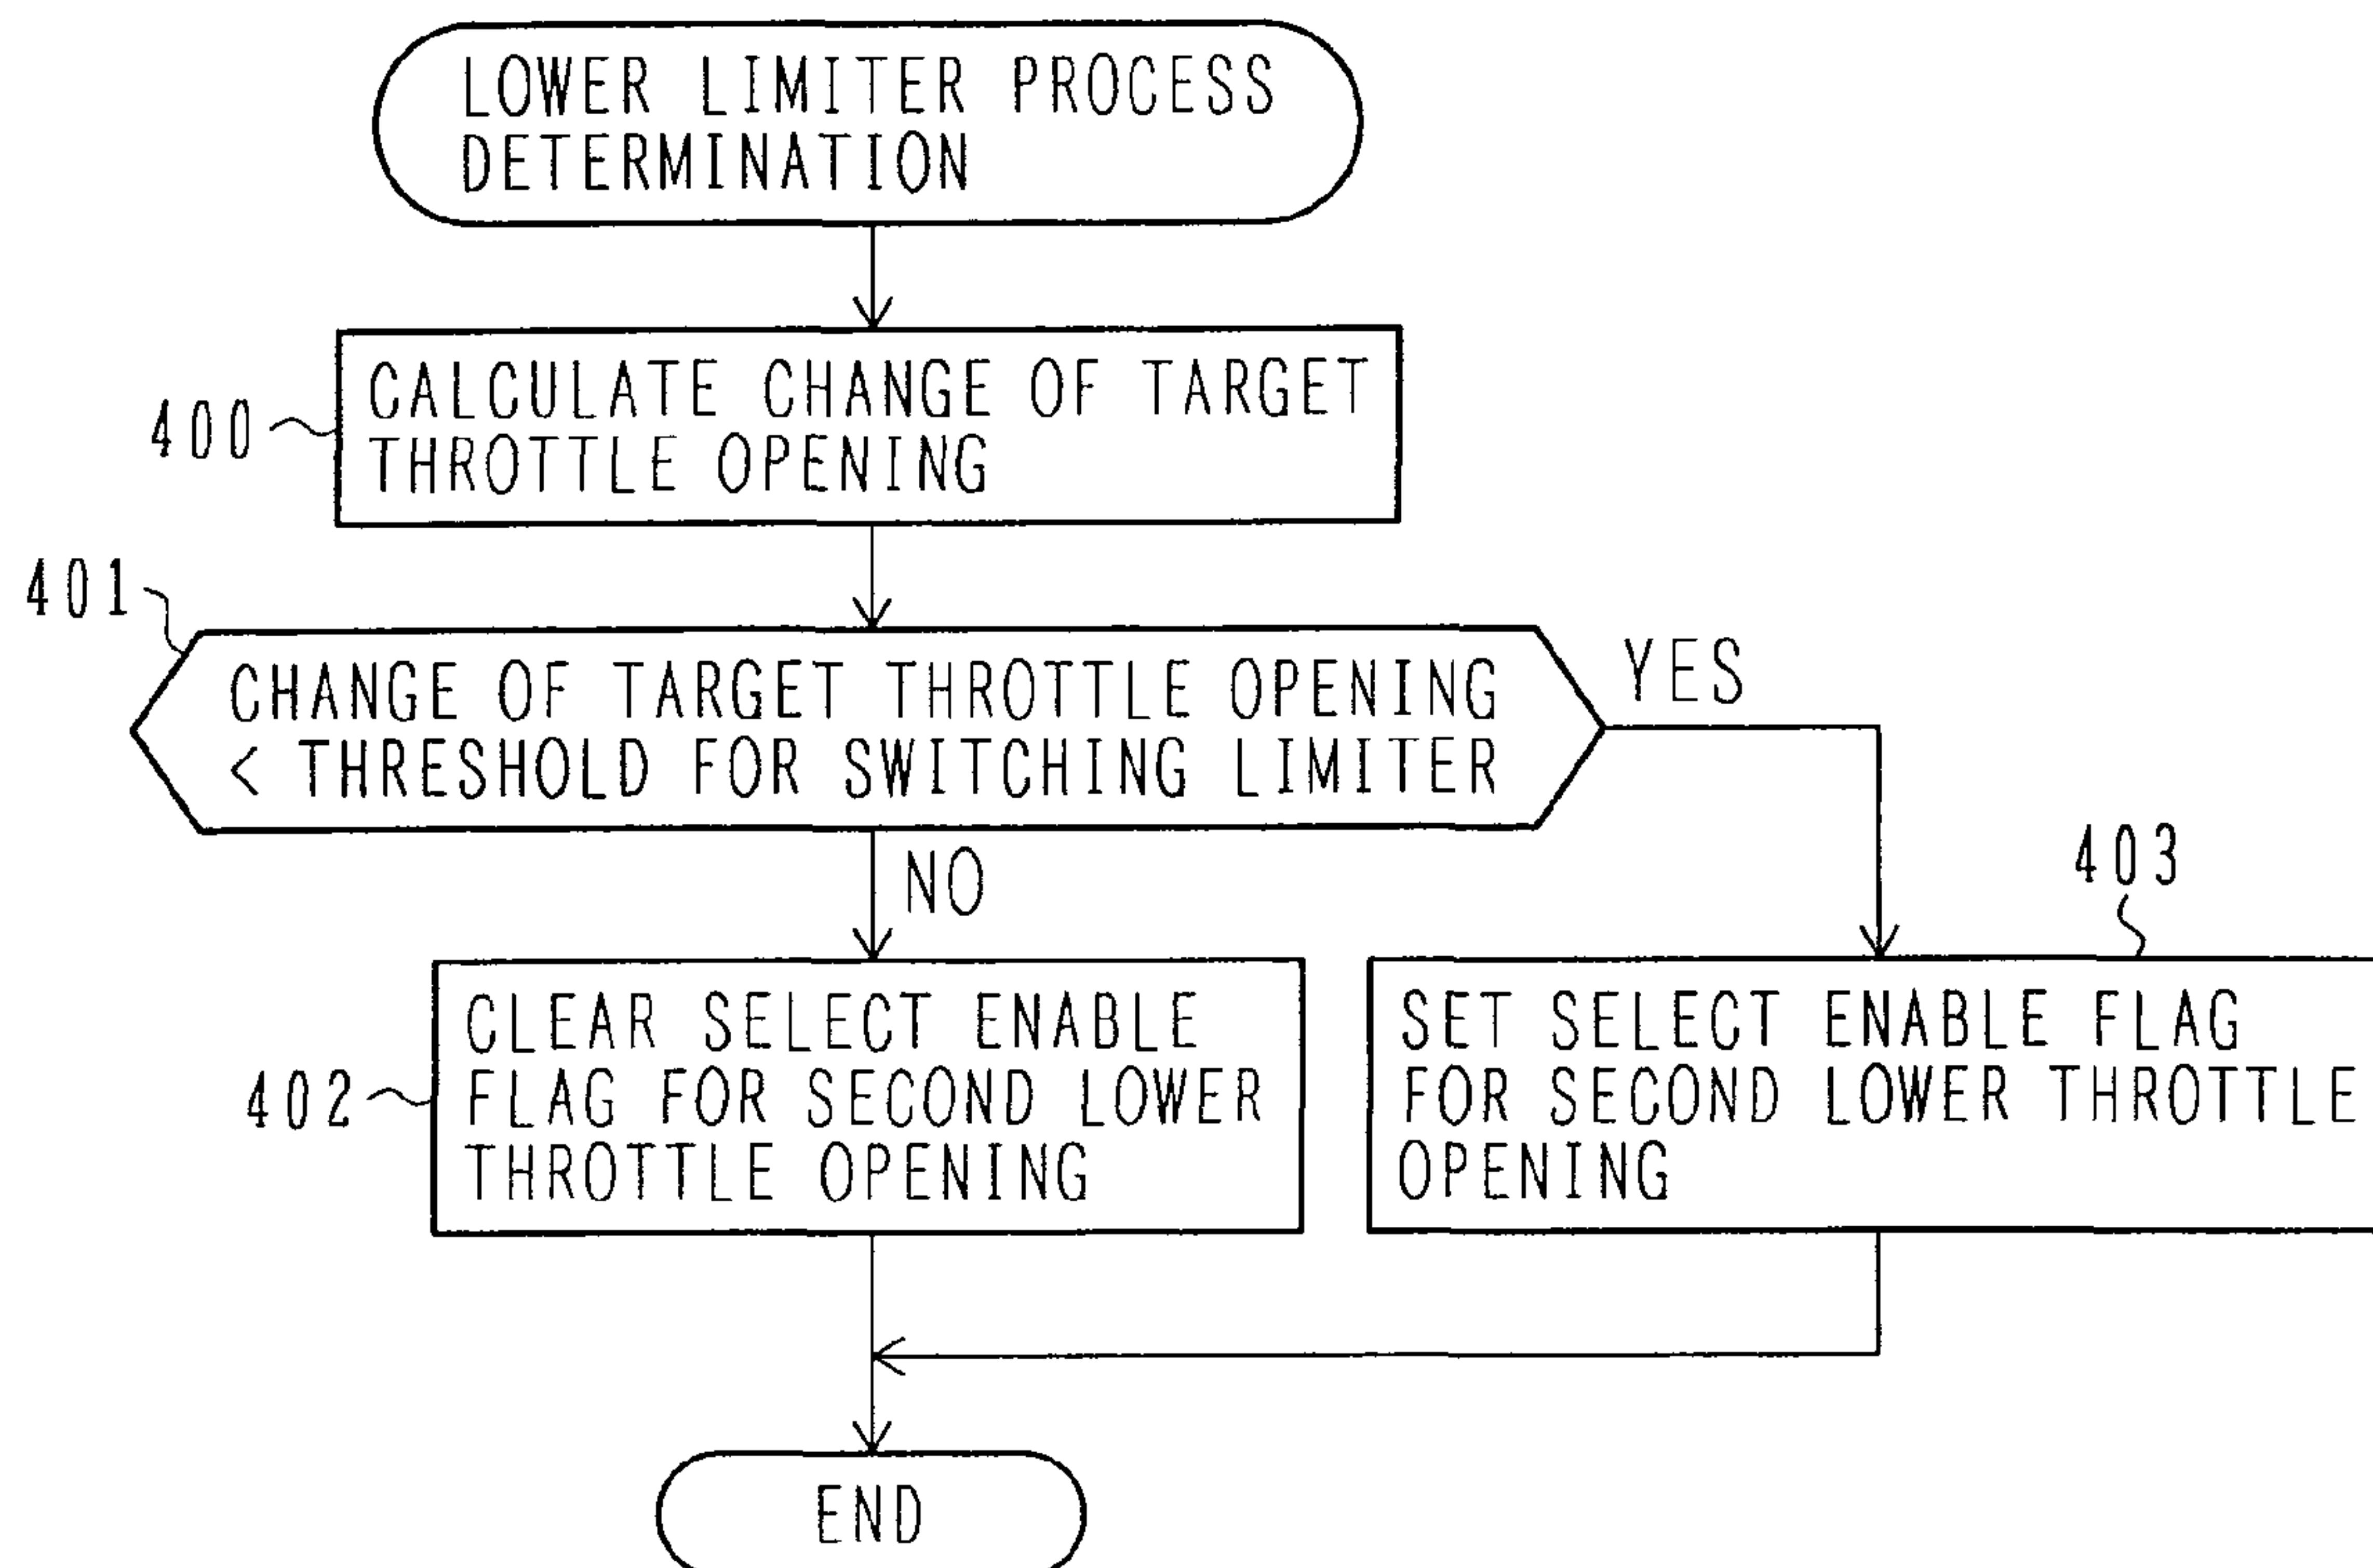 LOWER LIMITER PROCESS
DETERMINATION
400
CALCULATE CHANGE OF TARGET
THROTTLE OPENING
401
CHANGE OF TARGET THROTTLE OPENING
< THRESHOLD FOR SWITCHING LIMITER
YES
NO
402
CLEAR SELECT ENABLE
FLAG FOR SECOND LOWER
THROTTLE OPENING
403
SET SELECT ENABLE FLAG
FOR SECOND LOWER THROTTLE
OPENING
END